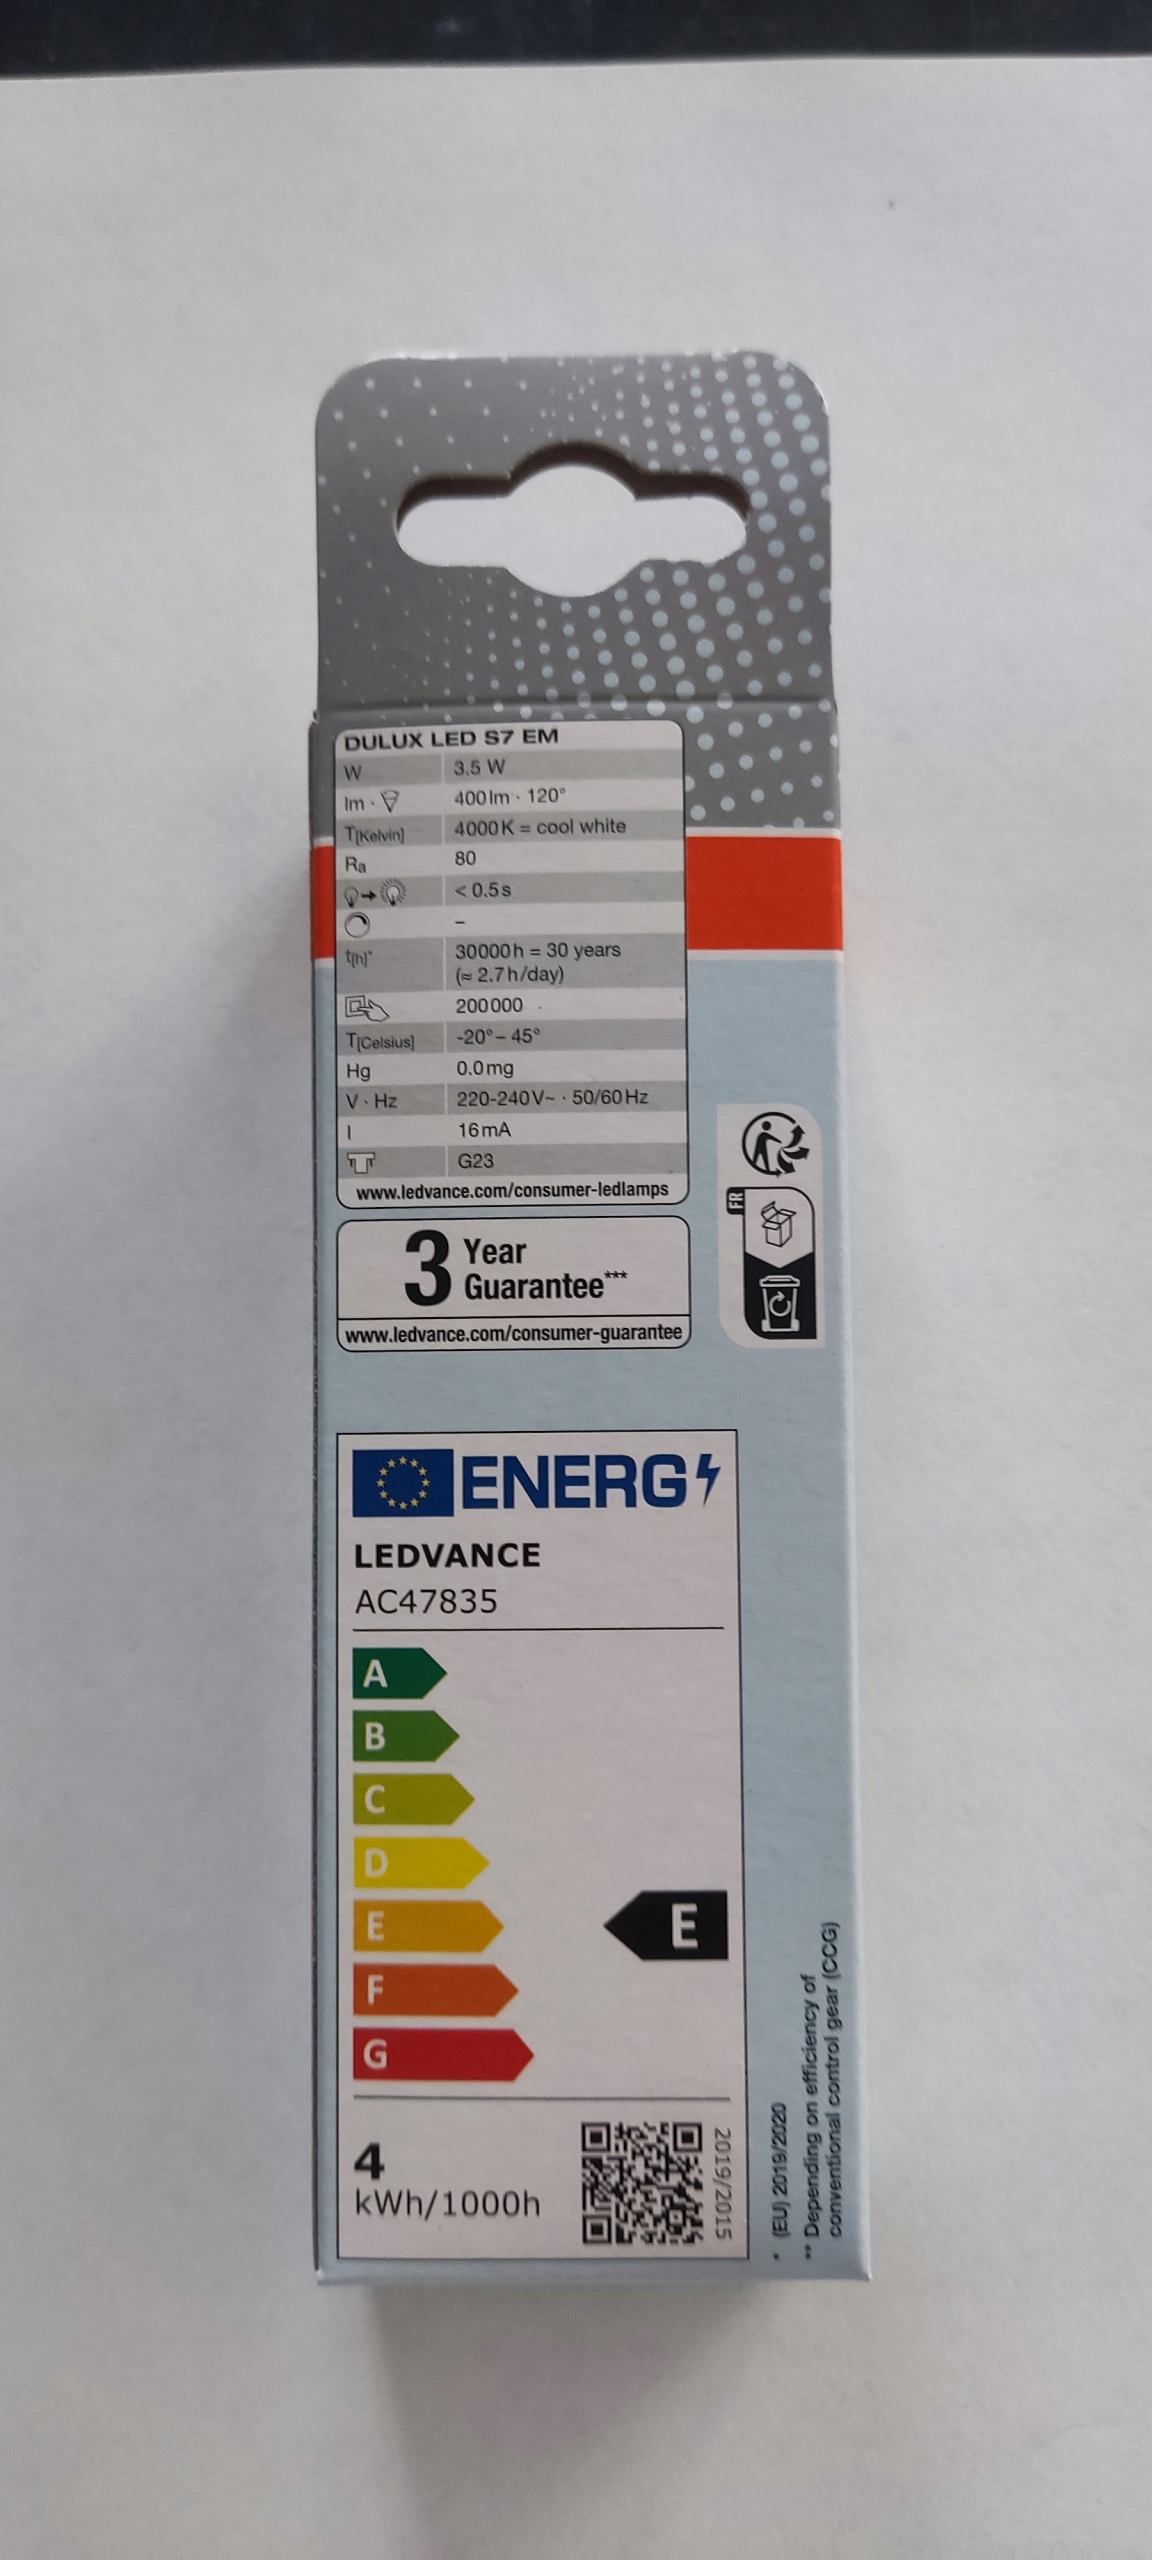 DULUX LED S7 EM
W 3.5 W
lm · 400 lm · 120°
T[Kelvin] 4000 K = cool white
Ra 80
< 0.5 s
–
t[h]* 30000 h = 30 years
(≈ 2.7 h/day)
200 000
T[Celsius] -20° – 45°
Hg 0.0 mg
V · Hz 220-240 V~ · 50/60 Hz
I 16 mA
G23
www.ledvance.com/consumer-ledlamps
3 Year
Guarantee***
www.ledvance.com/consumer-guarantee
FR
ENERG
LEDVANCE
AC47835
A
B
C
D
E
E
F
G
4
kWh/1000h
2019/2015
* (EU) 2019/2020
** Depending on efficiency of
conventional control gear (CCG)